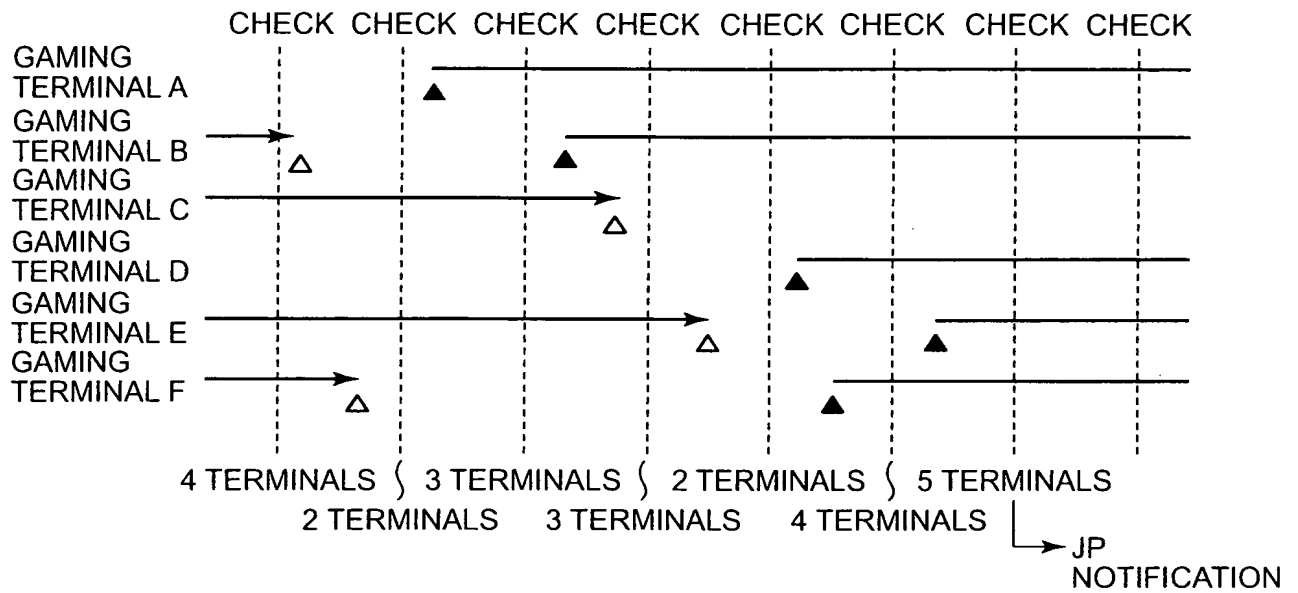 CHECK CHECK CHECK CHECK CHECK CHECK CHECK CHECK
GAMING
TERMINAL A
GAMING
TERMINAL B
GAMING
TERMINAL C
GAMING
TERMINAL D
GAMING
TERMINAL E
GAMING
TERMINAL F
4 TERMINALS 3 TERMINALS 2 TERMINALS 5 TERMINALS
2 TERMINALS 3 TERMINALS 4 TERMINALS
JP
NOTIFICATION